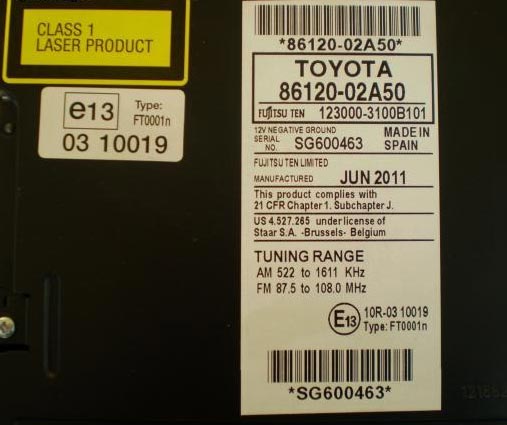 CLASS 1
LASER PRODUCT
e13 Type:
FT0001n
03 10019
*86120-02A50*
TOYOTA
86120-02A50
FUJITSU TEN 123000-3100B101
12V NEGATIVE GROUND MADE IN
SERIAL NO. SG600463 SPAIN
FUJITSU TEN LIMITED
MANUFACTURED JUN 2011
This product complies with
21 CFR Chapter 1. Subchapter J.
US 4.527.265 under license of
Staar S.A. -Brussels- Belgium
TUNING RANGE
AM 522 to 1611 KHz
FM 87.5 to 108.0 MHz
E13 10R-03 10019
Type: FT0001n
*SG600463*